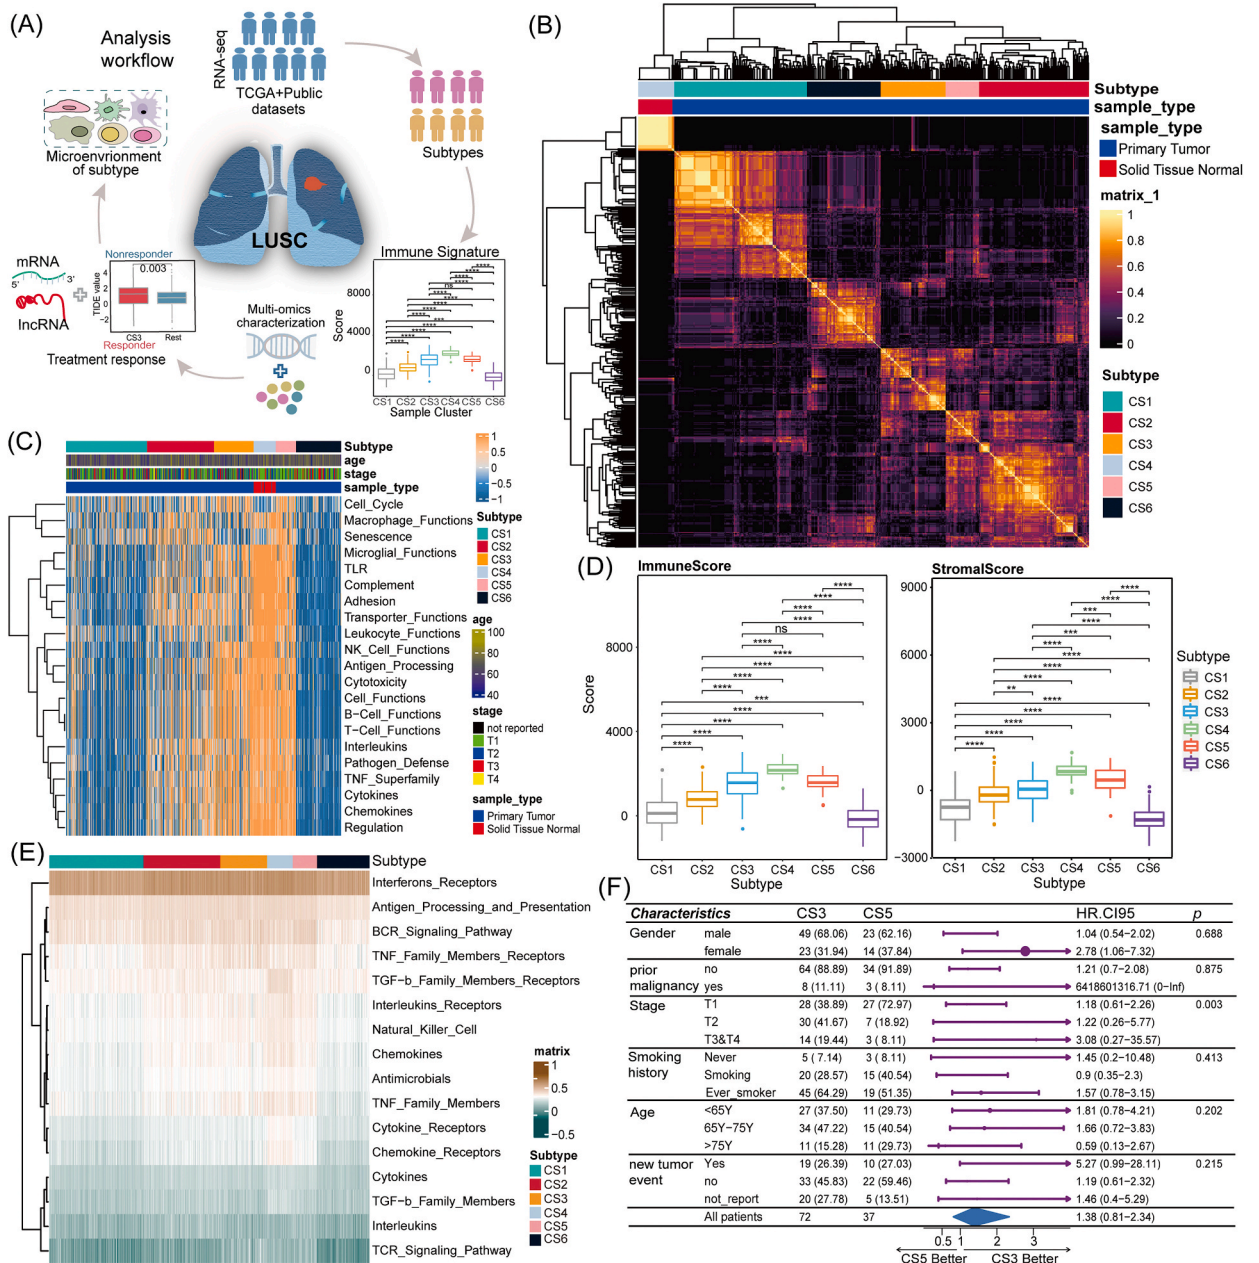 (A)
Analysis
workflow
RNA-seq
TCGA+Public
datasets
Subtypes
Microenvrionment
of subtype
LUSC
Immune Signature
Score
8000
4000
0
****
****
****
ns
****
****
****
****
****
****
***
****
****
****
CS1 CS2 CS3 CS4 CS5 CS6
Sample Cluster
mRNA
5'
3'
lncRNA
Nonresponder
0.003
TIDE value
4
2
0
−2
CS3 Rest
Responder
Treatment response
Multi-omics
characterization
(B)
Subtype
sample_type
sample_type
Primary Tumor
Solid Tissue Normal
matrix_1
1
0.8
0.6
0.4
0.2
0
Subtype
CS1
CS2
CS3
CS4
CS5
CS6
(C)
Subtype
age
stage
sample_type
Cell_Cycle
Macrophage_Functions
Senescence
Microglial_Functions
TLR
Complement
Adhesion
Transporter_Functions
Leukocyte_Functions
NK_Cell_Functions
Antigen_Processing
Cytotoxicity
Cell_Functions
B-Cell_Functions
T-Cell_Functions
Interleukins
Pathogen_Defense
TNF_Superfamily
Cytokines
Chemokines
Regulation
1
0.5
0
−0.5
−1
Subtype
CS1
CS2
CS3
CS4
CS5
CS6
age
100
80
60
40
stage
not reported
T1
T2
T3
T4
sample_type
Primary Tumor
Solid Tissue Normal
(D)
ImmuneScore
Score
8000
4000
0
****
****
****
****
ns
****
****
****
****
****
***
****
****
****
****
CS1 CS2 CS3 CS4 CS5 CS6
Subtype
StromalScore
9000
6000
3000
0
−3000
****
****
***
****
***
****
****
****
****
**
****
****
****
****
****
CS1 CS2 CS3 CS4 CS5 CS6
Subtype
Subtype
CS1
CS2
CS3
CS4
CS5
CS6
(E)
Subtype
Interferons_Receptors
Antigen_Processing_and_Presentation
BCR_Signaling_Pathway
TNF_Family_Members_Receptors
TGF-b_Family_Members_Receptors
Interleukins_Receptors
Natural_Killer_Cell
Chemokines
Antimicrobials
TNF_Family_Members
Cytokine_Receptors
Chemokine_Receptors
Cytokines
TGF-b_Family_Members
Interleukins
TCR_Signaling_Pathway
matrix
1
0.5
0
−0.5
Subtype
CS1
CS2
CS3
CS4
CS5
CS6
(F)
Characteristics CS3 CS5 HR.CI95 p
Gender male 49 (68.06) 23 (62.16) 1.04 (0.54−2.02) 0.688
female 23 (31.94) 14 (37.84) 2.78 (1.06−7.32)
prior malignancy no 64 (88.89) 34 (91.89) 1.21 (0.7−2.08) 0.875
yes 8 (11.11) 3 ( 8.11) 6418601316.71 (0−Inf)
Stage T1 28 (38.89) 27 (72.97) 1.18 (0.61−2.26) 0.003
T2 30 (41.67) 7 (18.92) 1.22 (0.26−5.77)
T3&T4 14 (19.44) 3 ( 8.11) 3.08 (0.27−35.57)
Smoking history Never 5 ( 7.14) 3 ( 8.11) 1.45 (0.2−10.48) 0.413
Smoking 20 (28.57) 15 (40.54) 0.9 (0.35−2.3)
Ever_smoker 45 (64.29) 19 (51.35) 1.57 (0.78−3.15)
Age <65Y 27 (37.50) 11 (29.73) 1.81 (0.78−4.21) 0.202
65Y−75Y 34 (47.22) 15 (40.54) 1.66 (0.72−3.83)
>75Y 11 (15.28) 11 (29.73) 0.59 (0.13−2.67)
new tumor event Yes 19 (26.39) 10 (27.03) 5.27 (0.99−28.11) 0.215
no 33 (45.83) 22 (59.46) 1.19 (0.61−2.32)
not_report 20 (27.78) 5 (13.51) 1.46 (0.4−5.29)
All patients 72 37 1.38 (0.81−2.34)
0.5 1 2 3
CS5 Better CS3 Better